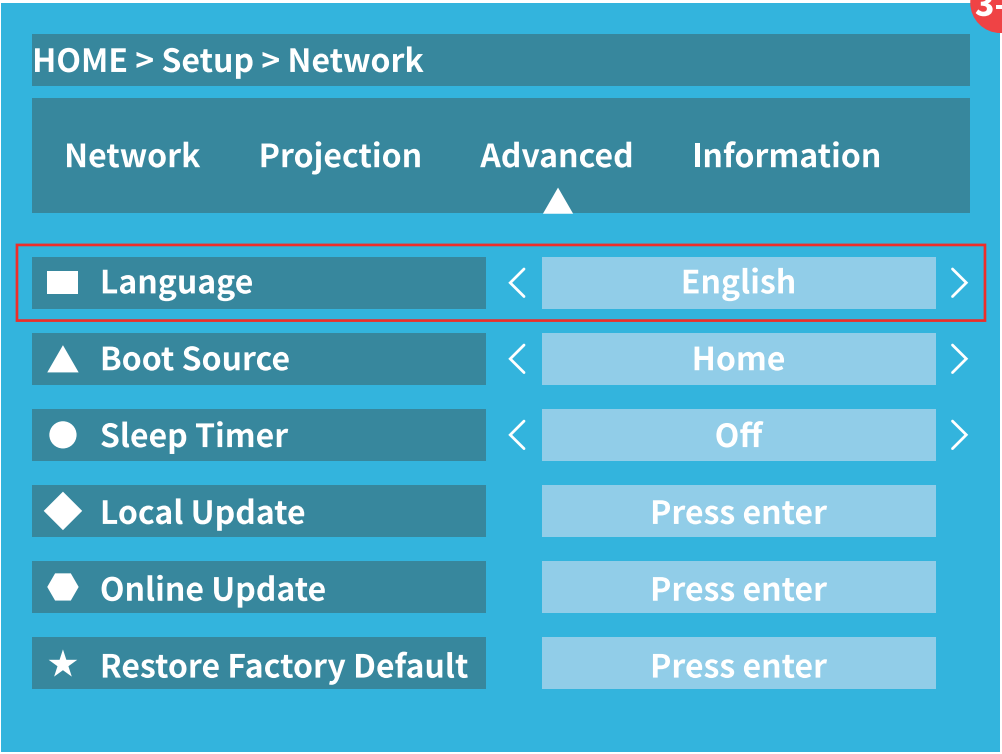 3-
HOME > Setup > Network
Network Projection Advanced Information
Language < English >
Boot Source < Home >
Sleep Timer < Off >
Local Update Press enter
Online Update Press enter
Restore Factory Default Press enter